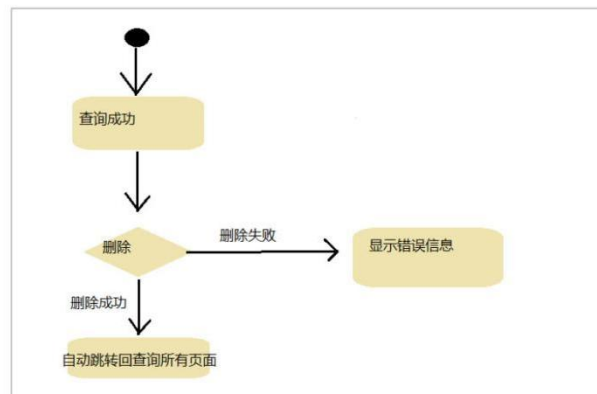 查询成功
删除
删除失败
显示错误信息
删除成功
自动跳转回查询所有页面